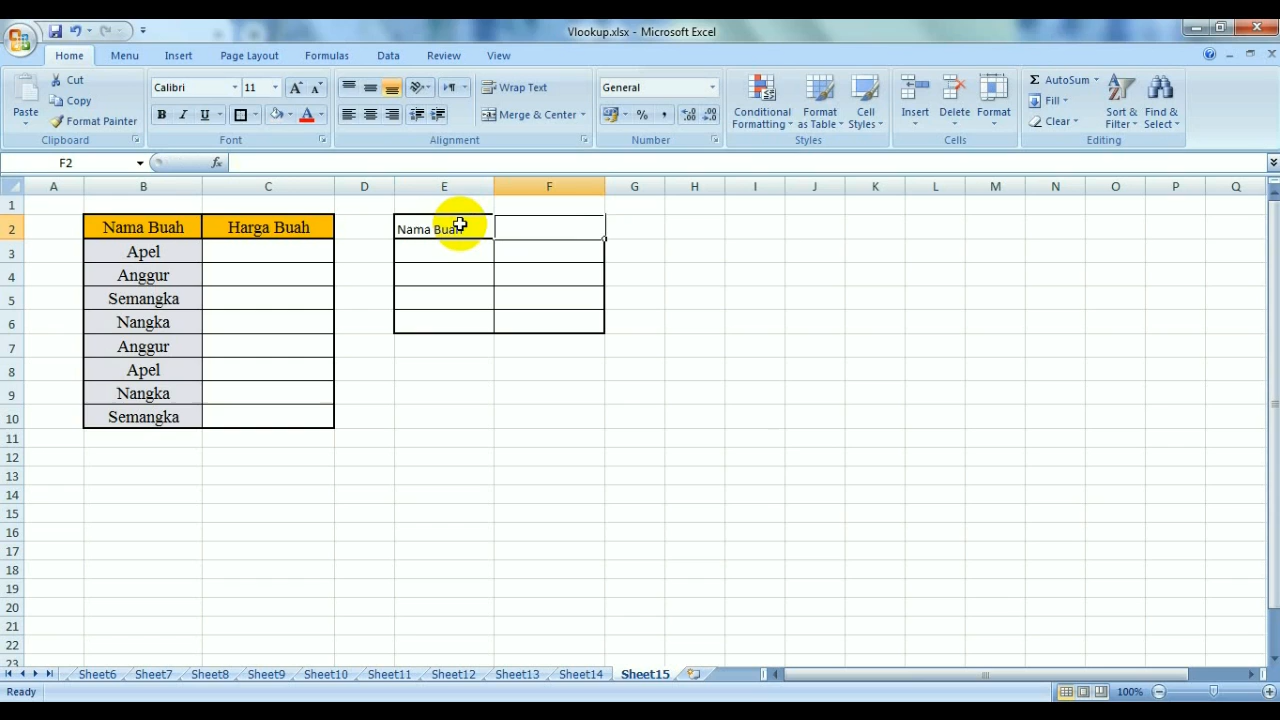 Vlookup.xlsx - Microsoft Excel
Home Menu Insert Page Layout Formulas Data Review View
Paste
Cut
Copy
Format Painter
Clipboard
Calibri 11
B I U
Font
Wrap Text
Merge & Center
Alignment
General
%
Number
Conditional Formatting
Format as Table
Cell Styles
Styles
Insert Delete Format
Cells
Σ AutoSum
Fill
Clear
Sort & Filter
Find & Select
Editing
F2 fx
A B C D E F G H I J K L M N O P Q
1
2 Nama Buah Harga Buah Nama Buah
3 Apel
4 Anggur
5 Semangka
6 Nangka
7 Anggur
8 Apel
9 Nangka
10 Semangka
11
12
13
14
15
16
17
18
19
20
21
22
23
Sheet6 Sheet7 Sheet8 Sheet9 Sheet10 Sheet11 Sheet12 Sheet13 Sheet14 Sheet15
Ready 100%